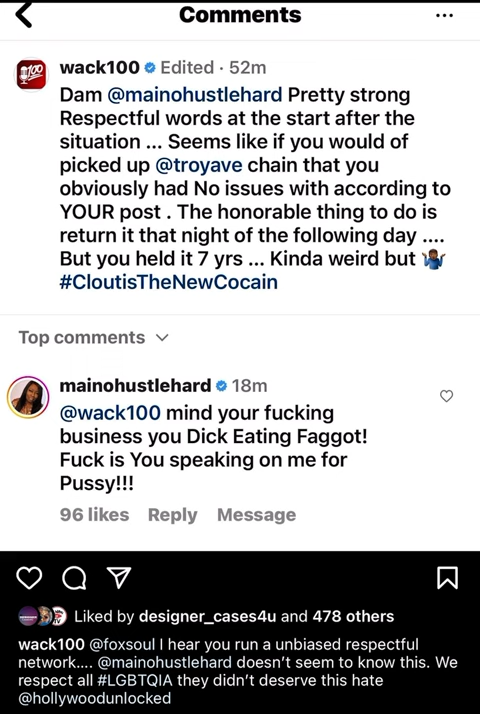 Comments
wack100 Edited · 52m
Dam @mainohustlehard Pretty strong
Respectful words at the start after the
situation ... Seems like if you would of
picked up @troyave chain that you
obviously had No issues with according to
YOUR post . The honorable thing to do is
return it that night of the following day ....
But you held it 7 yrs ... Kinda weird but 🤷🏾‍♂️
#CloutisTheNewCocain
Top comments
mainohustlehard 18m
@wack100 mind your fucking
business you Dick Eating Faggot!
Fuck is You speaking on me for
Pussy!!!
96 likes Reply Message
Liked by designer_cases4u and 478 others
wack100 @foxsoul I hear you run a unbiased respectful
network.... @mainohustlehard doesn't seem to know this. We
respect all #LGBTQIA they didn't deserve this hate
@hollywoodunlocked